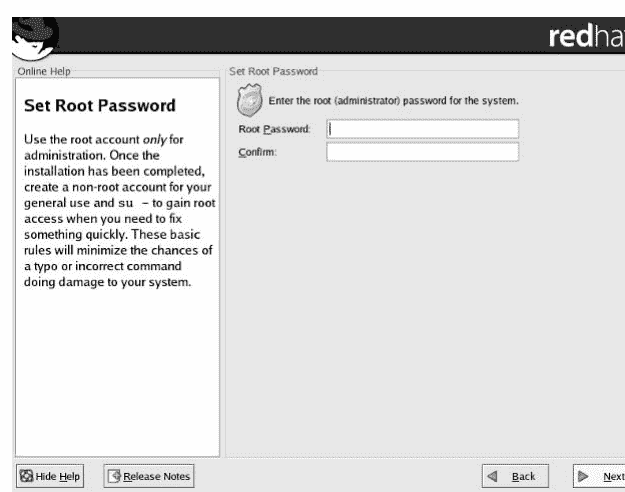 redha
Online Help
Set Root Password
Use the root account only for
administration. Once the
installation has been completed,
create a non-root account for your
general use and su - to gain root
access when you need to fix
something quickly. These basic
rules will minimize the chances of
a typo or incorrect command
doing damage to your system.
Set Root Password
Enter the root (administrator) password for the system.
Root Password:
Confirm:
Hide Help
Release Notes
Back
Next